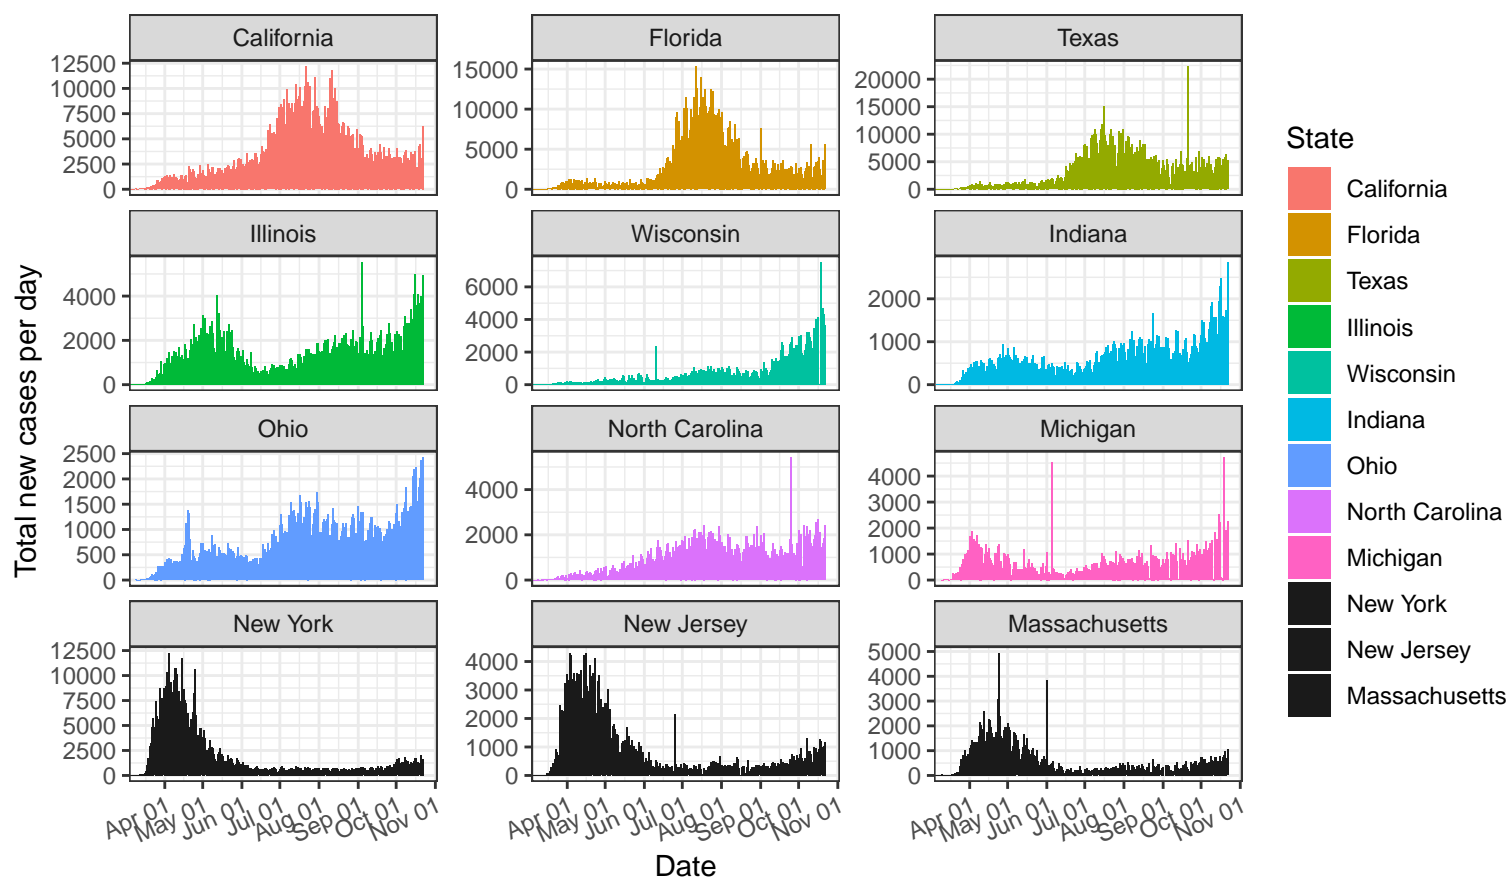 California
Florida
Texas
12500
10000
7500
5000
2500
0
15000
10000
5000
0
20000
15000
10000
5000
0
Illinois
Wisconsin
Indiana
4000
2000
0
6000
4000
2000
0
2000
1000
0
Ohio
North Carolina
Michigan
2500
2000
1500
1000
500
0
4000
2000
0
4000
3000
2000
1000
0
New York
New Jersey
Massachusetts
12500
10000
7500
5000
2500
0
4000
3000
2000
1000
0
5000
4000
3000
2000
1000
0
Apr 01
May 01
Jun 01
Jul 01
Aug 01
Sep 01
Oct 01
Nov 01
Apr 01
May 01
Jun 01
Jul 01
Aug 01
Sep 01
Oct 01
Nov 01
Apr 01
May 01
Jun 01
Jul 01
Aug 01
Sep 01
Oct 01
Nov 01
Date
Total new cases per day
State
California
Florida
Texas
Illinois
Wisconsin
Indiana
Ohio
North Carolina
Michigan
New York
New Jersey
Massachusetts